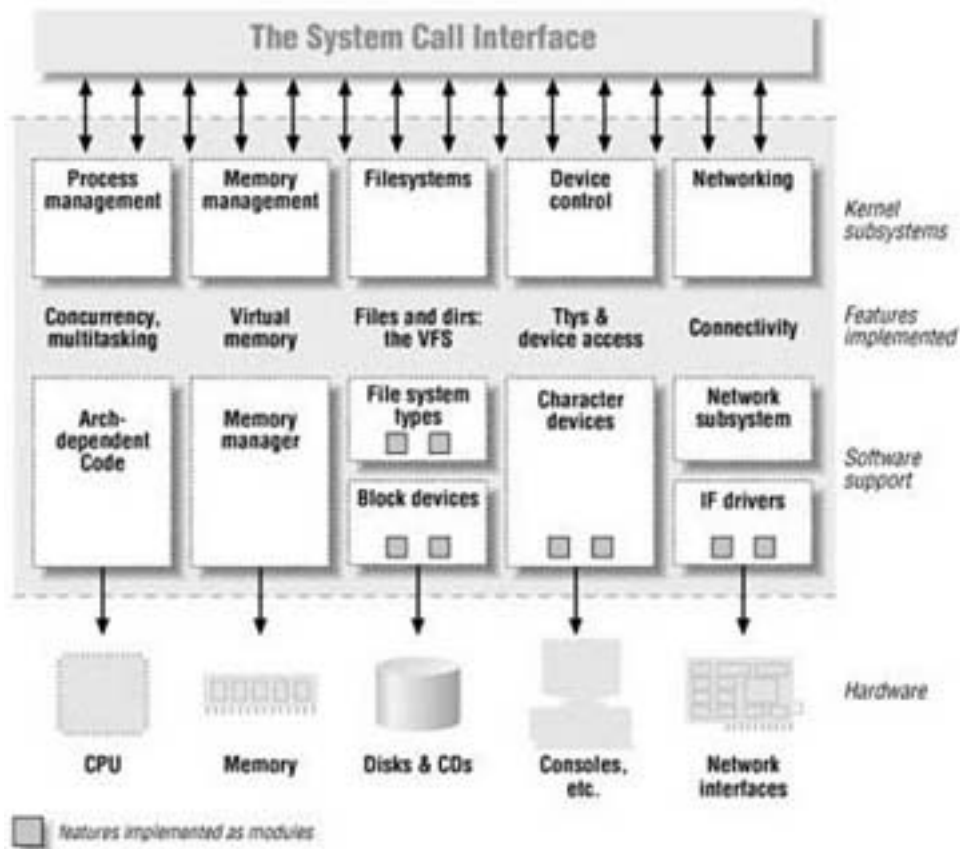 The System Call Interface
Process
management
Memory
management
Filesystems
Device
control
Networking
Kernel
subsystems
Concurrency,
multitasking
Virtual
memory
Files and dirs:
the VFS
Ttys &
device access
Connectivity
Features
implemented
Arch-
dependent
Code
Memory
manager
File system
types
Block devices
Character
devices
Network
subsystem
IF drivers
Software
support
Hardware
CPU
Memory
Disks & CDs
Consoles,
etc.
Network
interfaces
features implemented as modules